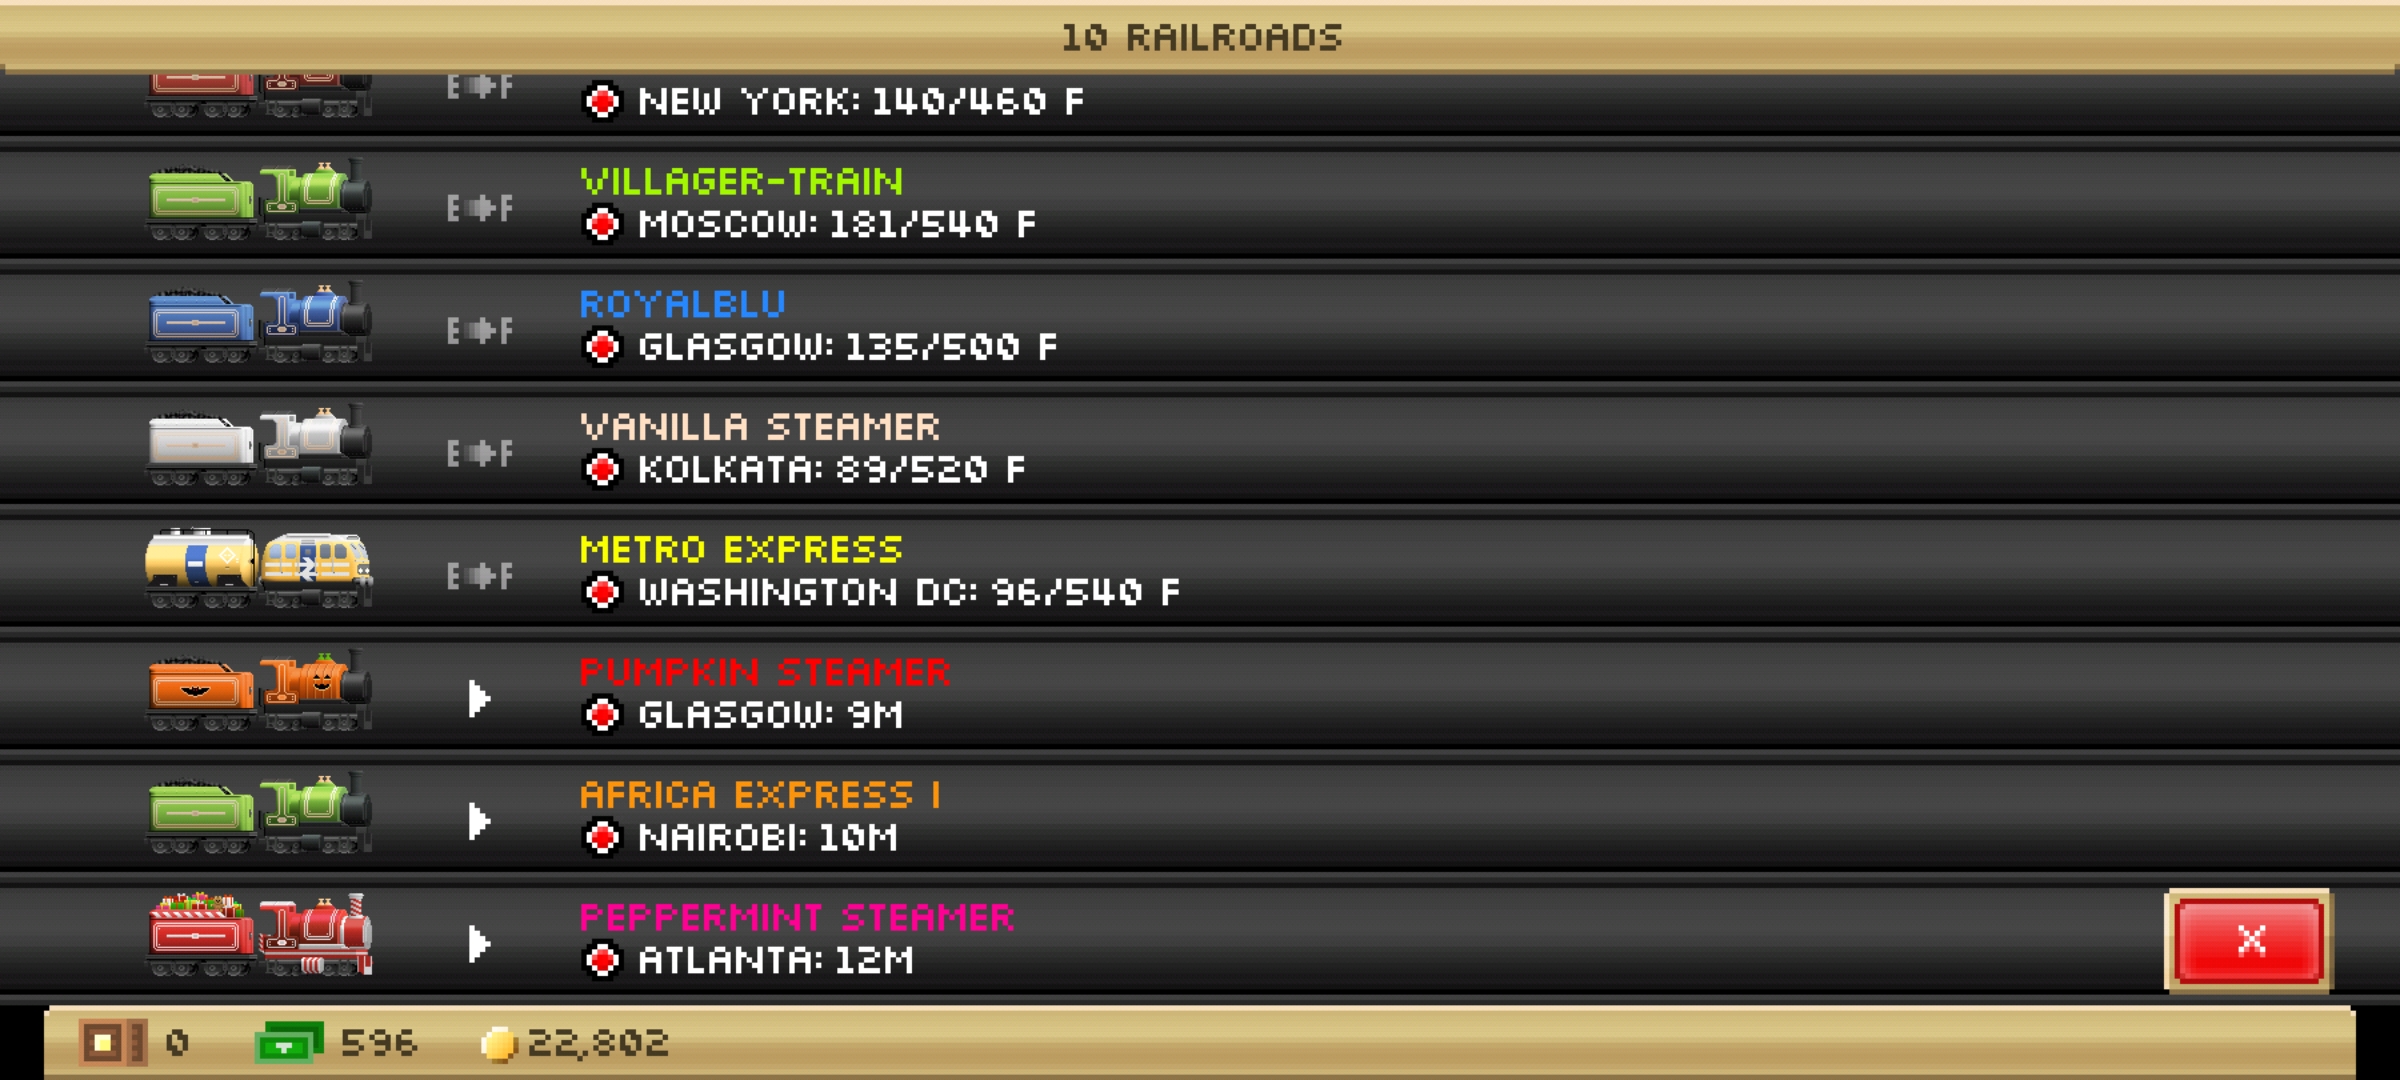 10 RAILROADS
E F
NEW YORK: 140/460 F
VILLAGER-TRAIN
E F
MOSCOW: 181/540 F
ROYALBLU
E F
GLASGOW: 135/500 F
VANILLA STEAMER
E F
KOLKATA: 89/520 F
METRO EXPRESS
E F
WASHINGTON DC: 96/540 F
PUMPKIN STEAMER
GLASGOW: 9M
AFRICA EXPRESS I
NAIROBI: 10M
PEPPERMINT STEAMER
ATLANTA: 12M
X
0 596 22,802